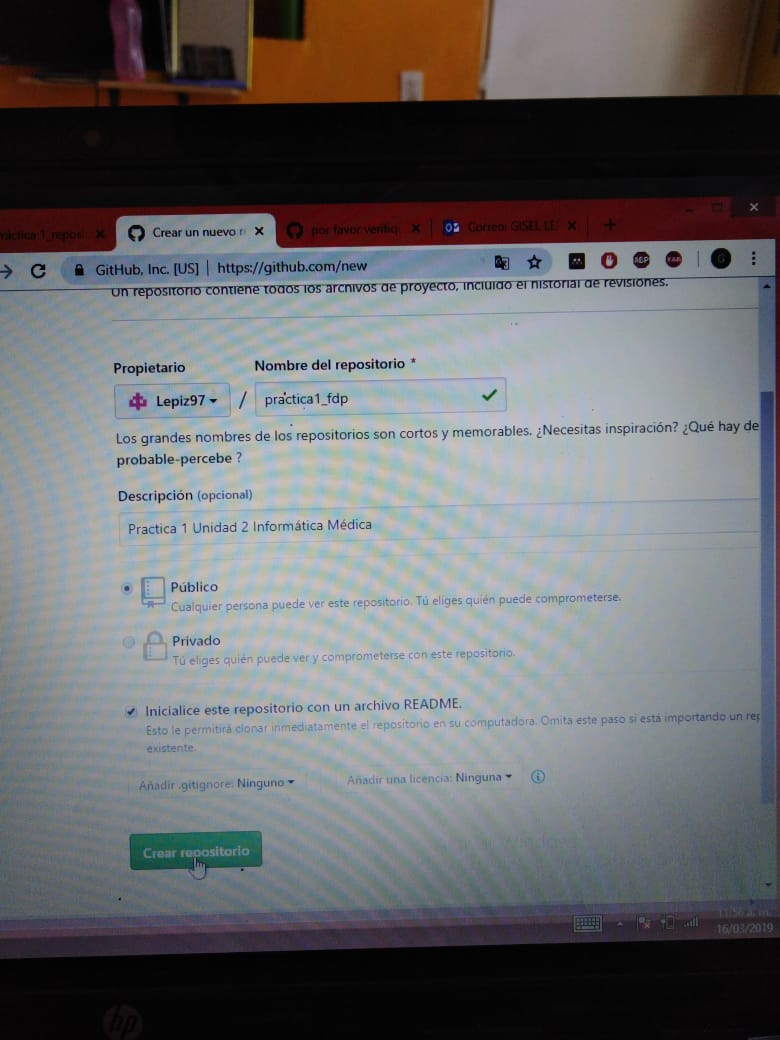 Crear un nuevo r
por favor verifiq
Correo: GISEL LE
GitHub, Inc. [US] | https://github.com/new
Un repositorio contiene todos los archivos de proyecto, incluido el historial de revisiones.
Propietario
Nombre del repositorio *
Lepiz97 / practica1_fdp
Los grandes nombres de los repositorios son cortos y memorables. ¿Necesitas inspiración? ¿Qué hay de
probable-percebe ?
Descripción (opcional)
Practica 1 Unidad 2 Informática Médica
Público
Cualquier persona puede ver este repositorio. Tú eliges quién puede comprometerse.
Privado
Tú eliges quién puede ver y comprometerse con este repositorio.
Inicialice este repositorio con un archivo README.
Esto le permitirá clonar inmediatamente el repositorio en su computadora. Omita este paso si está importando un rep
existente.
Añadir .gitignore: Ninguno
Añadir una licencia: Ninguna
Crear repositorio
11:56 a. m.
16/03/2019
hp